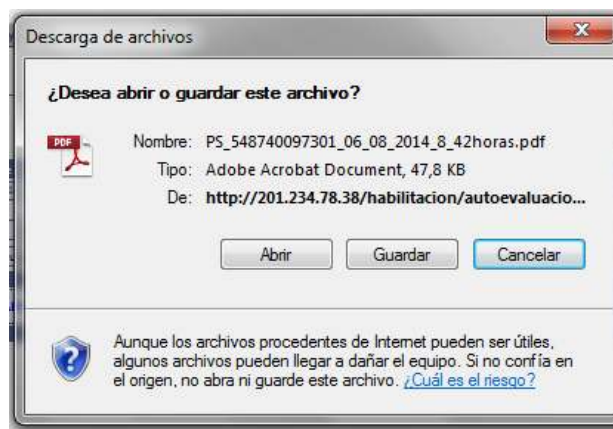 Descarga de archivos
¿Desea abrir o guardar este archivo?
PDF
Nombre: PS_548740097301_06_08_2014_8_42horas.pdf
Tipo: Adobe Acrobat Document, 47,8 KB
De: http://201.234.78.38/habilitacion/autoevaluacio...
Abrir Guardar Cancelar
Aunque los archivos procedentes de Internet pueden ser útiles,
algunos archivos pueden llegar a dañar el equipo. Si no confía en
el origen, no abra ni guarde este archivo. ¿Cuál es el riesgo?